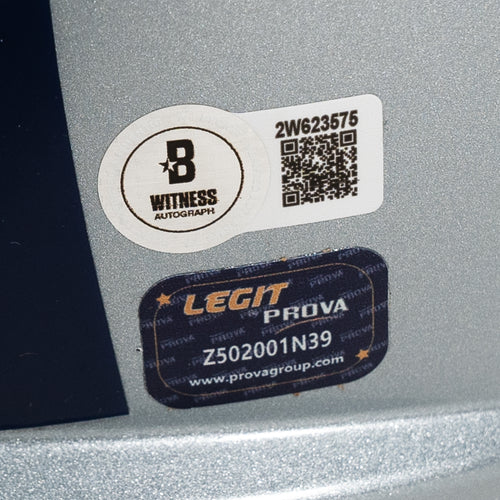 B
WITNESS
AUTOGRAPH
2W623575
LEGIT
PROVA
Z502001N39
www.provagroup.com